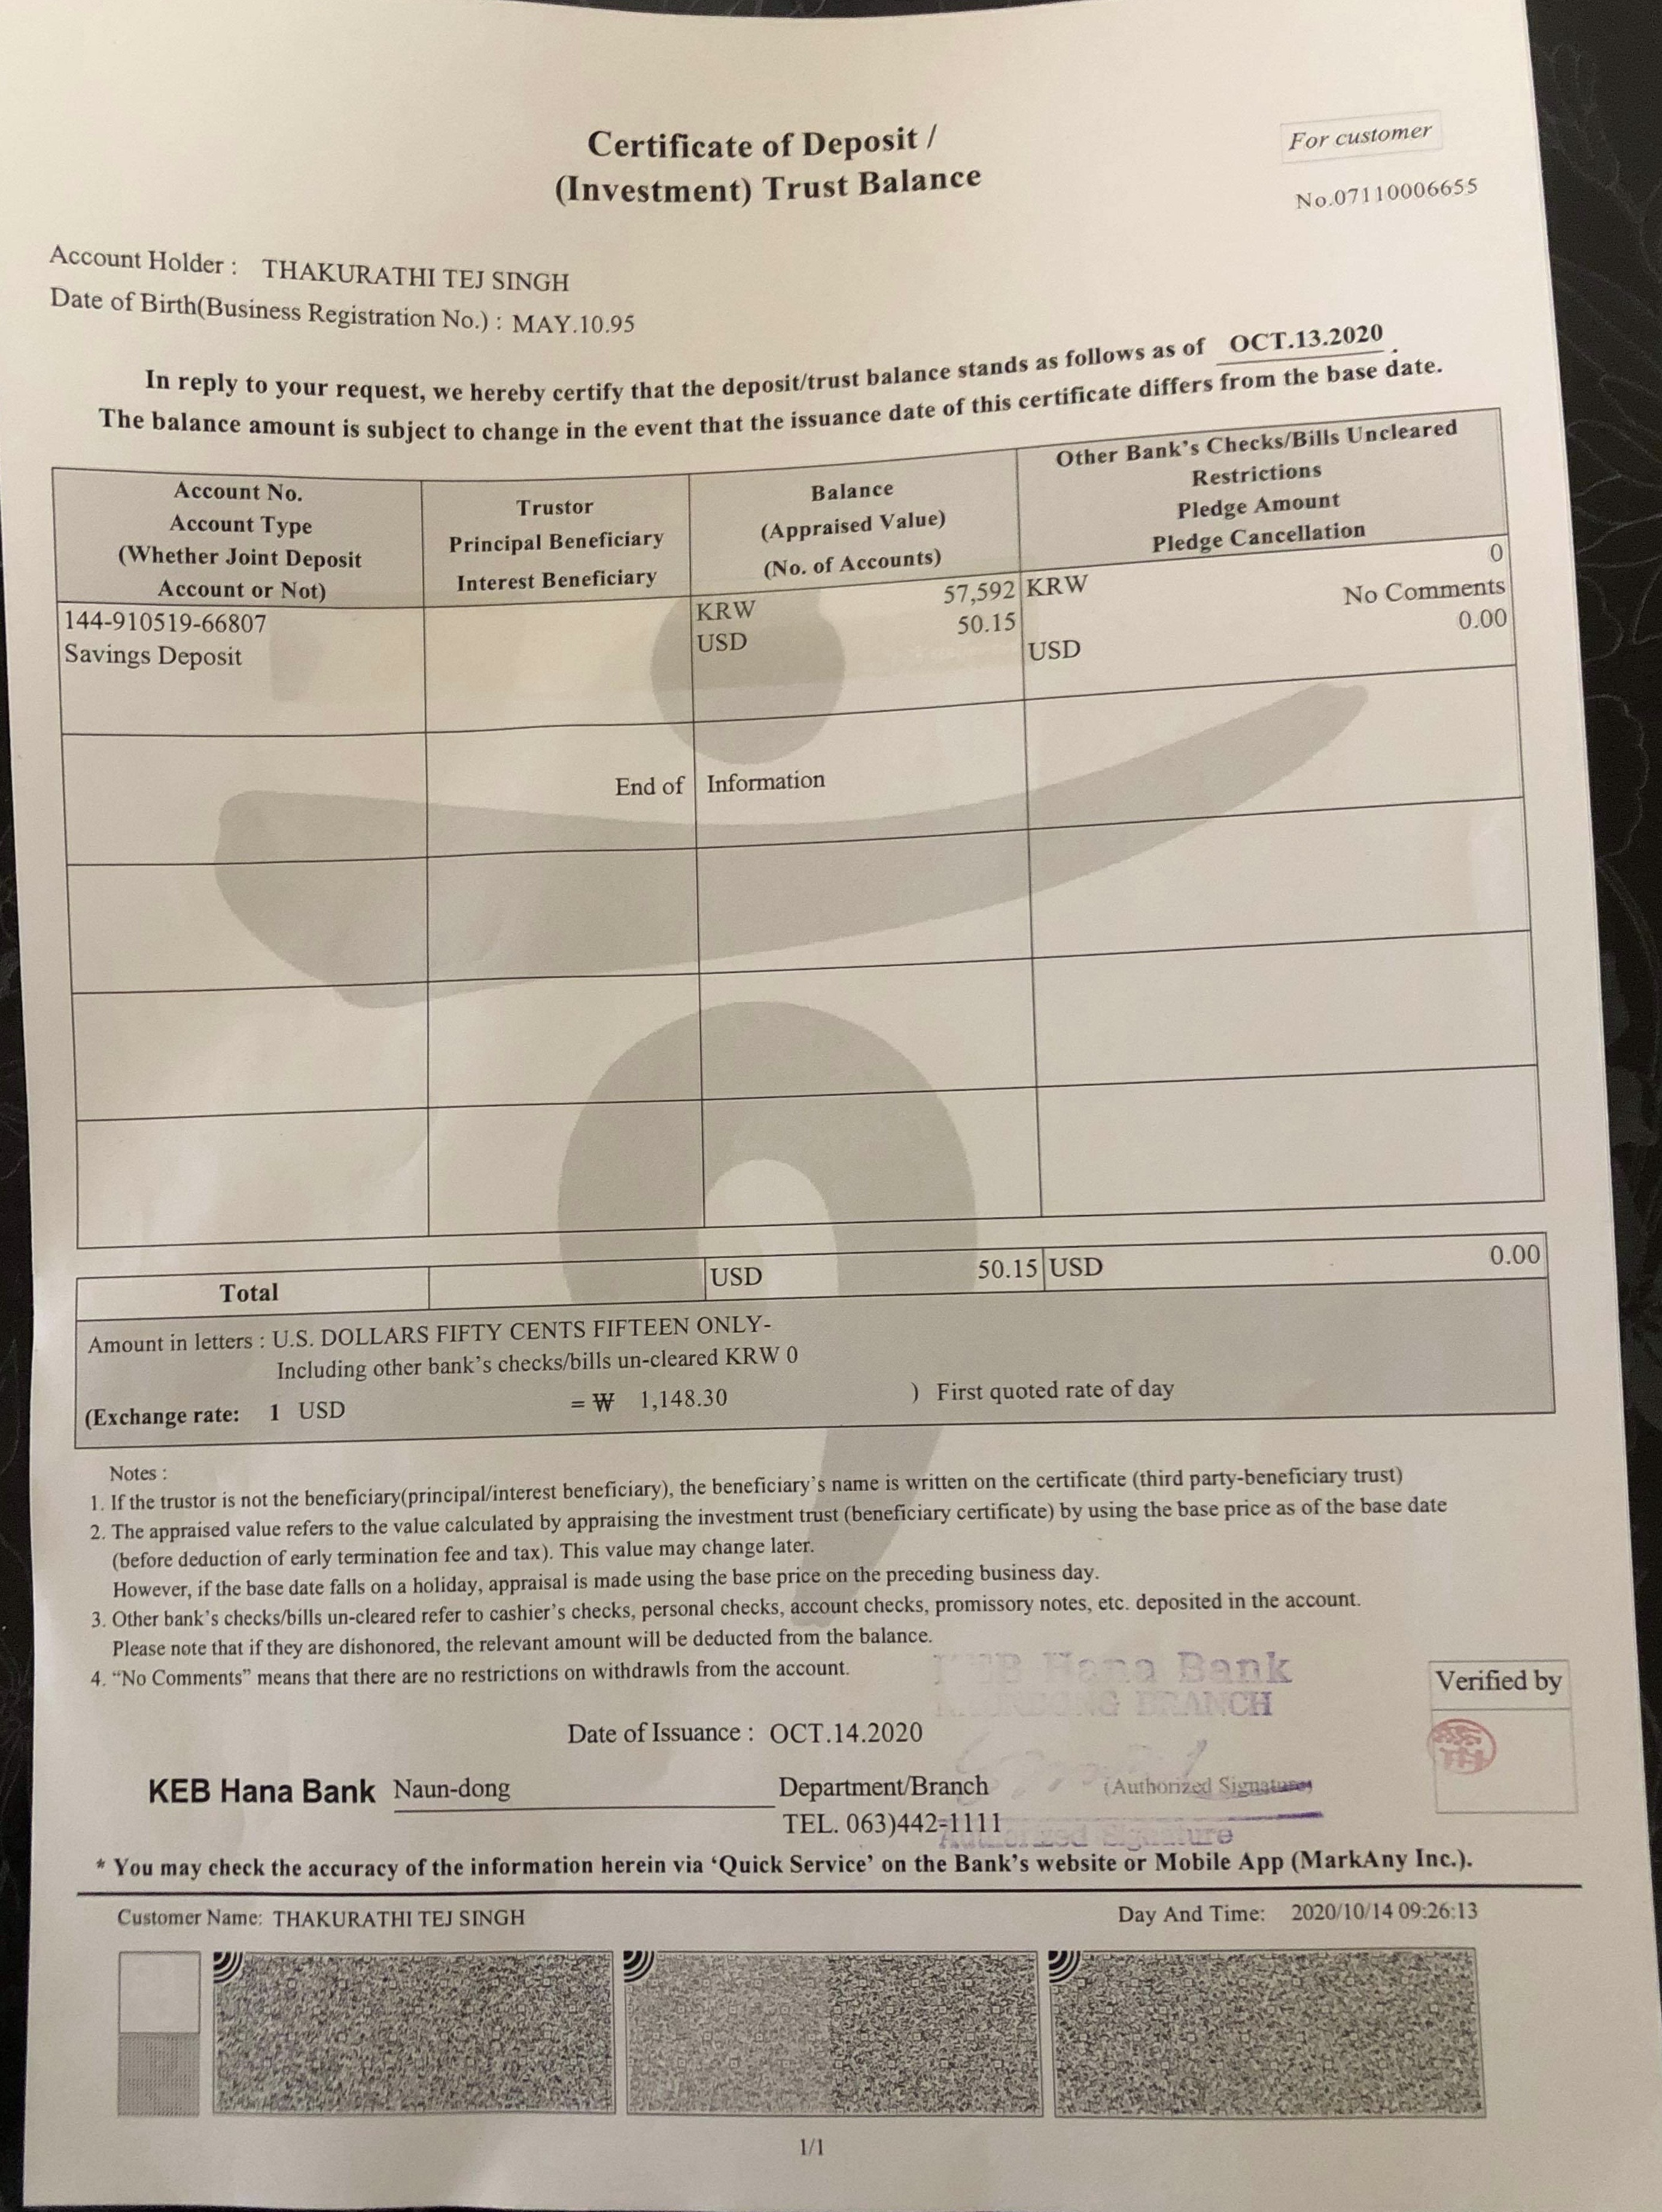 Certificate of Deposit /
(Investment) Trust Balance
For customer
No.07110006655
Account Holder : THAKURATHI TEJ SINGH
Date of Birth(Business Registration No.) : MAY.10.95
In reply to your request, we hereby certify that the deposit/trust balance stands as follows as of OCT.13.2020 .
The balance amount is subject to change in the event that the issuance date of this certificate differs from the base date.
Account No.
Account Type
(Whether Joint Deposit
Account or Not)
Trustor
Principal Beneficiary
Interest Beneficiary
Balance
(Appraised Value)
(No. of Accounts)
Other Bank's Checks/Bills Uncleared
Restrictions
Pledge Amount
Pledge Cancellation
144-910519-66807
Savings Deposit
KRW 57,592
USD 50.15
KRW 0
No Comments
USD 0.00
End of Information
Total USD 50.15 USD 0.00
Amount in letters : U.S. DOLLARS FIFTY CENTS FIFTEEN ONLY-
Including other bank's checks/bills un-cleared KRW 0
(Exchange rate: 1 USD = ₩ 1,148.30 ) First quoted rate of day
Notes :
1. If the trustor is not the beneficiary(principal/interest beneficiary), the beneficiary's name is written on the certificate (third party-beneficiary trust)
2. The appraised value refers to the value calculated by appraising the investment trust (beneficiary certificate) by using the base price as of the base date
(before deduction of early termination fee and tax). This value may change later.
However, if the base date falls on a holiday, appraisal is made using the base price on the preceding business day.
3. Other bank's checks/bills un-cleared refer to cashier's checks, personal checks, account checks, promissory notes, etc. deposited in the account.
Please note that if they are dishonored, the relevant amount will be deducted from the balance.
4. "No Comments" means that there are no restrictions on withdrawls from the account.
Hana Bank
BRANCH
Verified by
Date of Issuance : OCT.14.2020
KEB Hana Bank Naun-dong Department/Branch (Authorized Signature)
TEL. 063)442-1111
Authorized Signature
* You may check the accuracy of the information herein via 'Quick Service' on the Bank's website or Mobile App (MarkAny Inc.).
Customer Name: THAKURATHI TEJ SINGH
Day And Time: 2020/10/14 09:26:13
1/1